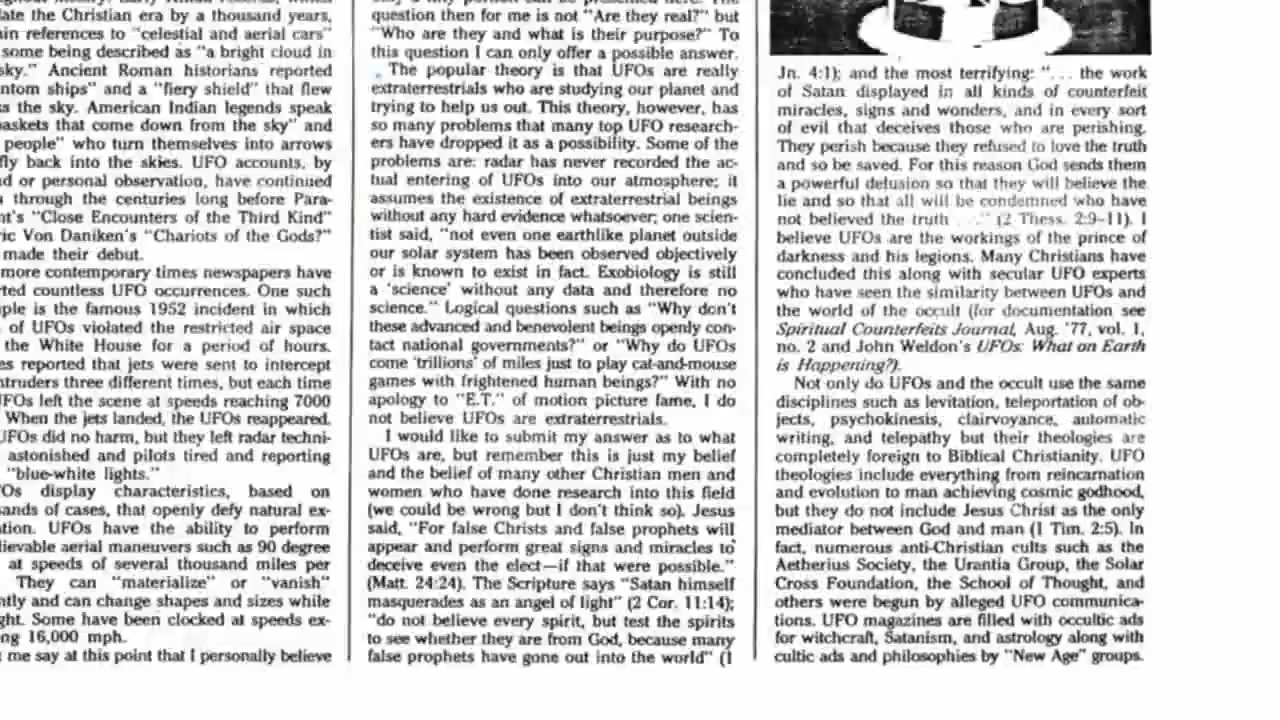 late the Christian era by a thousand years,
ain references to "celestial and aerial cars"
some being described as "a bright cloud in
sky." Ancient Roman historians reported
ntom ships" and a "fiery shield" that flew
ss the sky. American Indian legends speak
baskets that come down from the sky" and
people" who turn themselves into arrows
fly back into the skies. UFO accounts, by
d or personal observation, have continued
through the centuries long before Para-
nt's "Close Encounters of the Third Kind"
ric Von Daniken's "Chariots of the Gods?"
made their debut.
more contemporary times newspapers have
rted countless UFO occurrences. One such
ple is the famous 1952 incident in which
of UFOs violated the restricted air space
the White House for a period of hours.
es reported that jets were sent to intercept
ntruders three different times, but each time
UFOs left the scene at speeds reaching 7000
When the jets landed, the UFOs reappeared.
UFOs did no harm, but they left radar techni-
astonished and pilots tired and reporting
"blue-white lights."
Os display characteristics, based on
sands of cases, that openly defy natural ex-
tion. UFOs have the ability to perform
lievable aerial maneuvers such as 90 degree
at speeds of several thousand miles per
They can "materialize" or "vanish"
ntly and can change shapes and sizes while
ght. Some have been clocked at speeds ex-
ng 16,000 mph.
me say at this point that I personally believe
question then for me is not "Are they real?" but
"Who are they and what is their purpose?" To
this question I can only offer a possible answer.
The popular theory is that UFOs are really
extraterrestrials who are studying our planet and
trying to help us out. This theory, however, has
so many problems that many top UFO research-
ers have dropped it as a possibility. Some of the
problems are: radar has never recorded the ac-
tual entering of UFOs into our atmosphere; it
assumes the existence of extraterrestrial beings
without any hard evidence whatsoever; one scien-
tist said, "not even one earthlike planet outside
our solar system has been observed objectively
or is known to exist in fact. Exobiology is still
a 'science' without any data and therefore no
science." Logical questions such as "Why don't
these advanced and benevolent beings openly con-
tact national governments?" or "Why do UFOs
come 'trillions' of miles just to play cat-and-mouse
games with frightened human beings?" With no
apology to "E.T." of motion picture fame, I do
not believe UFOs are extraterrestrials.
I would like to submit my answer as to what
UFOs are, but remember this is just my belief
and the belief of many other Christian men and
women who have done research into this field
(we could be wrong but I don't think so). Jesus
said, "For false Christs and false prophets will
appear and perform great signs and miracles to
deceive even the elect—if that were possible."
(Matt. 24:24). The Scripture says "Satan himself
masquerades as an angel of light" (2 Cor. 11:14);
"do not believe every spirit, but test the spirits
to see whether they are from God, because many
false prophets have gone out into the world" (1
Jn. 4:1); and the most terrifying: ". . . the work
of Satan displayed in all kinds of counterfeit
miracles, signs and wonders, and in every sort
of evil that deceives those who are perishing.
They perish because they refused to love the truth
and so be saved. For this reason God sends them
a powerful delusion so that they will believe the
lie and so that all will be condemned who have
not believed the truth . . ." (2 Thess. 2:9-11). I
believe UFOs are the workings of the prince of
darkness and his legions. Many Christians have
concluded this along with secular UFO experts
who have seen the similarity between UFOs and
the world of the occult (for documentation see
Spiritual Counterfeits Journal, Aug. '77, vol. 1,
no. 2 and John Weldon's UFOs: What on Earth
is Happening?).
Not only do UFOs and the occult use the same
disciplines such as levitation, teleportation of ob-
jects, psychokinesis, clairvoyance, automatic
writing, and telepathy but their theologies are
completely foreign to Biblical Christianity. UFO
theologies include everything from reincarnation
and evolution to man achieving cosmic godhood,
but they do not include Jesus Christ as the only
mediator between God and man (1 Tim. 2:5). In
fact, numerous anti-Christian cults such as the
Aetherius Society, the Urantia Group, the Solar
Cross Foundation, the School of Thought, and
others were begun by alleged UFO communica-
tions. UFO magazines are filled with occultic ads
for witchcraft, Satanism, and astrology along with
cultic ads and philosophies by "New Age" groups.